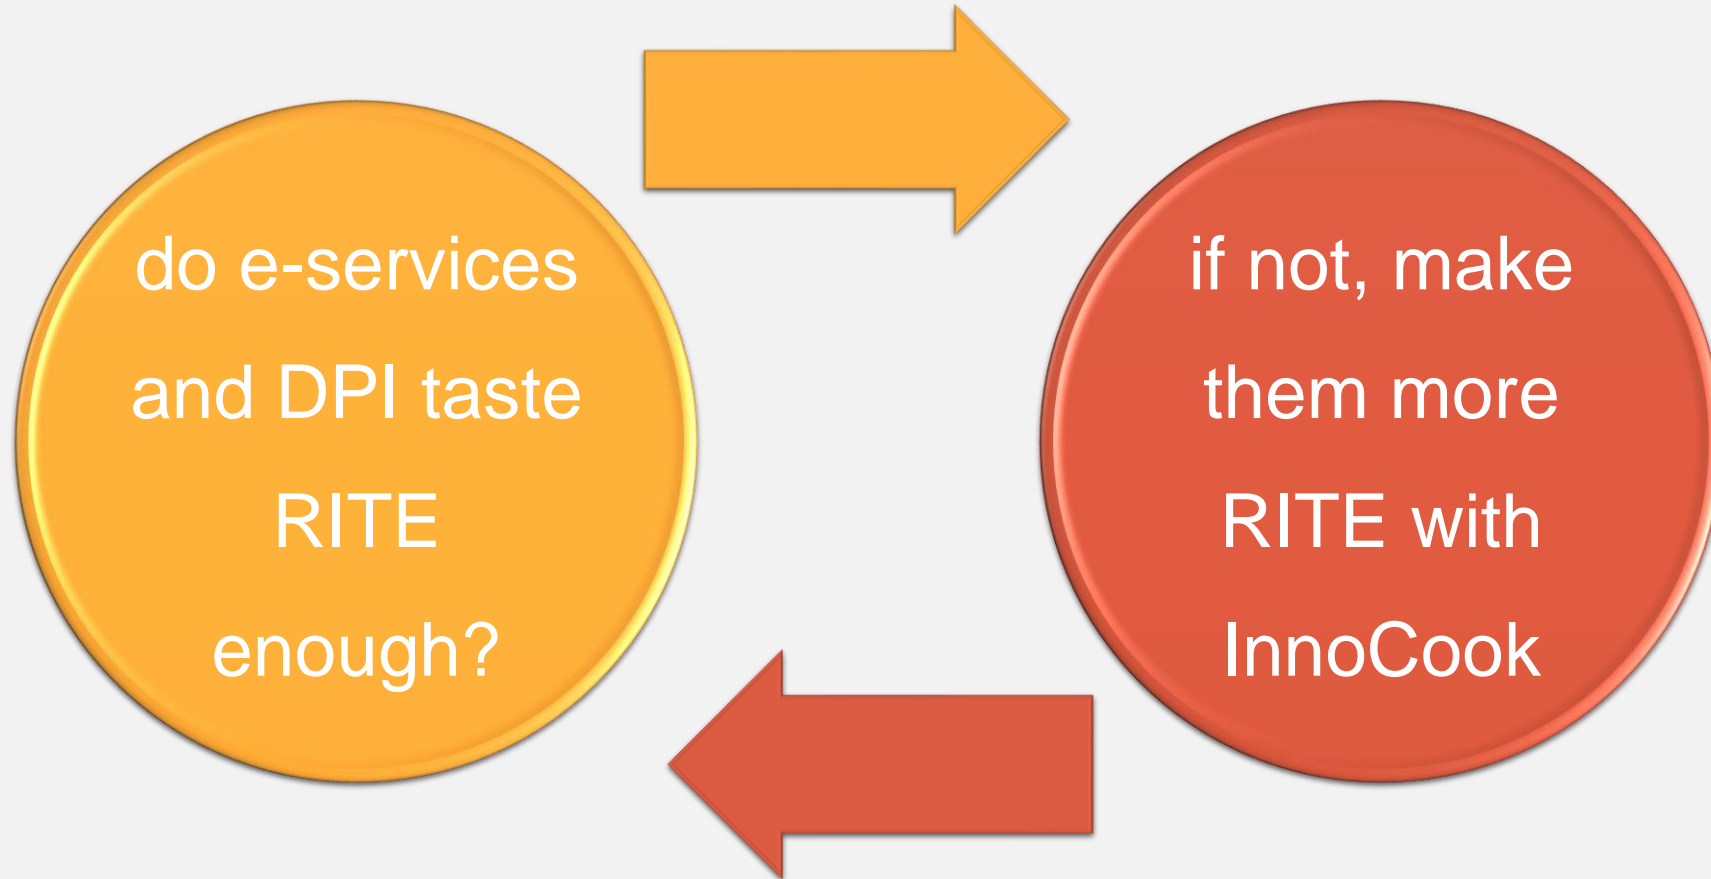 do e-services
and DPI taste
RITE
enough?
if not, make
them more
RITE with
InnoCook